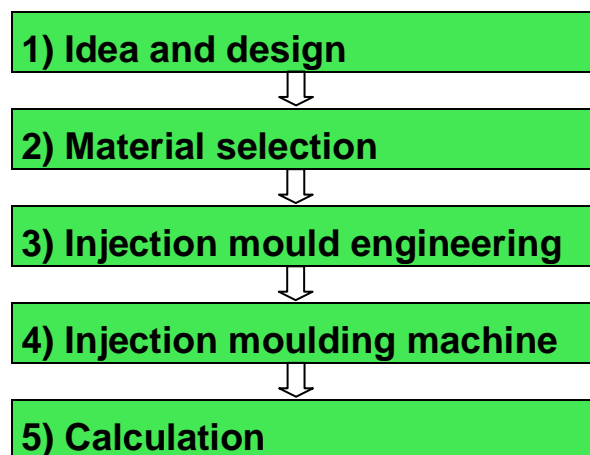 1) Idea and design
2) Material selection
3) Injection mould engineering
4) Injection moulding machine
5) Calculation